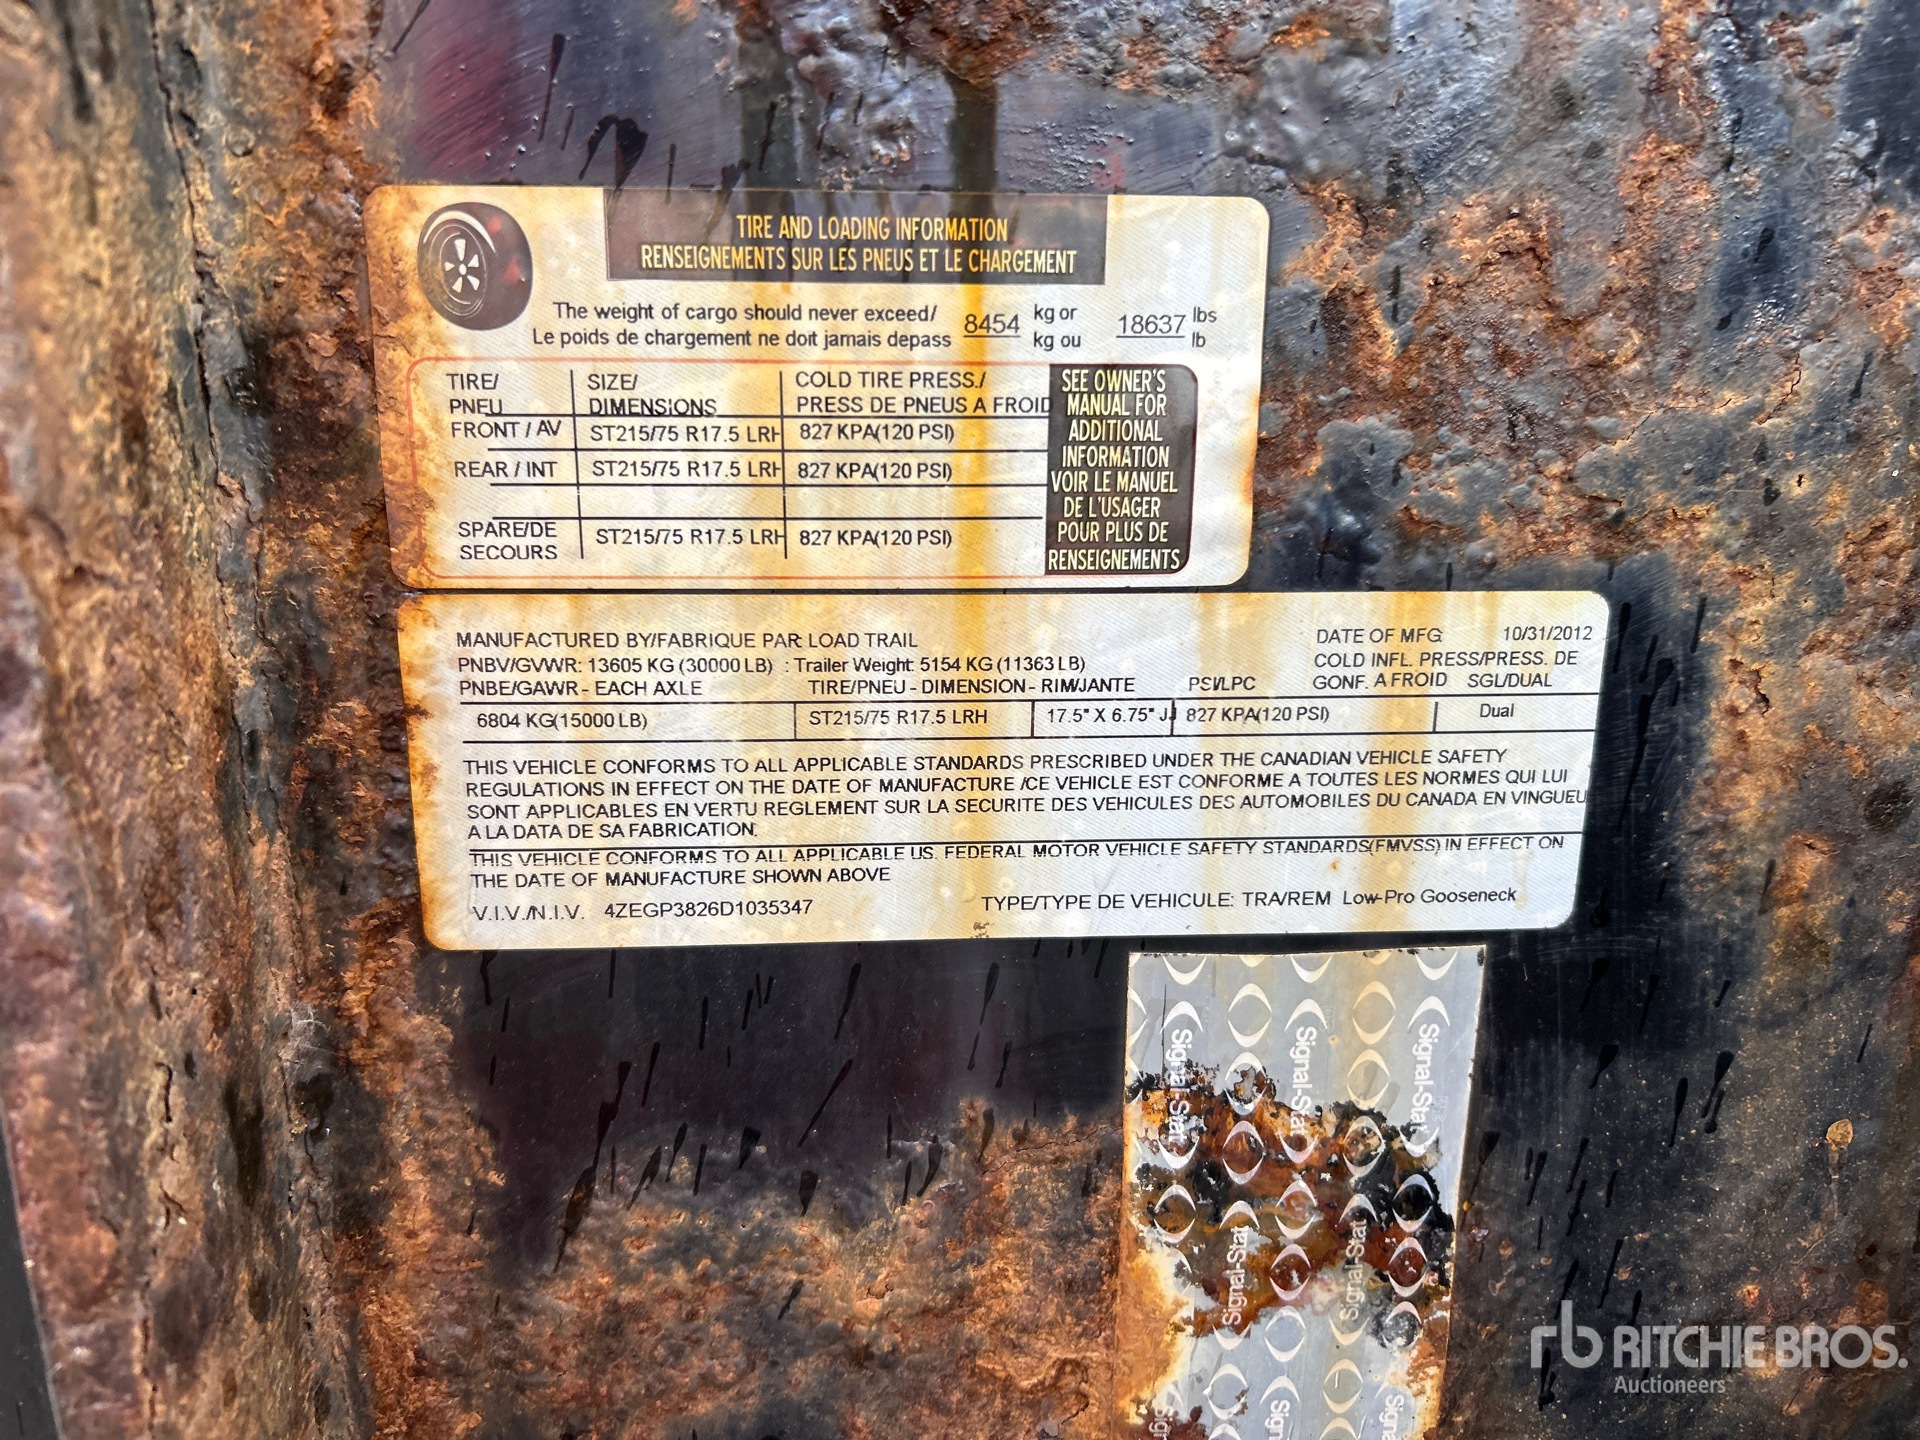 TIRE AND LOADING INFORMATION
RENSEIGNEMENTS SUR LES PNEUS ET LE CHARGEMENT
The weight of cargo should never exceed/ 8454 kg or 18637 lbs
Le poids de chargement ne doit jamais depass kg ou lb
TIRE/ SIZE/ COLD TIRE PRESS./
PNEU DIMENSIONS PRESS DE PNEUS A FROID
FRONT / AV ST215/75 R17.5 LRH 827 KPA(120 PSI)
REAR / INT ST215/75 R17.5 LRH 827 KPA(120 PSI)
SPARE/DE
SECOURS ST215/75 R17.5 LRH 827 KPA(120 PSI)
SEE OWNER'S
MANUAL FOR
ADDITIONAL
INFORMATION
VOIR LE MANUEL
DE L'USAGER
POUR PLUS DE
RENSEIGNEMENTS
MANUFACTURED BY/FABRIQUE PAR LOAD TRAIL DATE OF MFG 10/31/2012
PNBV/GVWR: 13605 KG (30000 LB) : Trailer Weight: 5154 KG (11363 LB) COLD INFL. PRESS/PRESS. DE
PNBE/GAWR - EACH AXLE TIRE/PNEU - DIMENSION - RIM/JANTE PSI/LPC GONF. A FROID SGL/DUAL
6804 KG(15000 LB) ST215/75 R17.5 LRH 17.5" X 6.75" JJ 827 KPA(120 PSI) Dual
THIS VEHICLE CONFORMS TO ALL APPLICABLE STANDARDS PRESCRIBED UNDER THE CANADIAN VEHICLE SAFETY
REGULATIONS IN EFFECT ON THE DATE OF MANUFACTURE /CE VEHICLE EST CONFORME A TOUTES LES NORMES QUI LUI
SONT APPLICABLES EN VERTU REGLEMENT SUR LA SECURITE DES VEHICULES DES AUTOMOBILES DU CANADA EN VINGUEU
A LA DATA DE SA FABRICATION.
THIS VEHICLE CONFORMS TO ALL APPLICABLE US. FEDERAL MOTOR VEHICLE SAFETY STANDARDS(FMVSS) IN EFFECT ON
THE DATE OF MANUFACTURE SHOWN ABOVE
V.I.V./N.I.V. 4ZEGP3826D1035347 TYPE/TYPE DE VEHICULE: TRA/REM Low-Pro Gooseneck
Signal-Stat
Signal-Stat
Signal-Stat
Signal-Stat
Signal-Stat
rb RITCHIE BROS.
Auctioneers